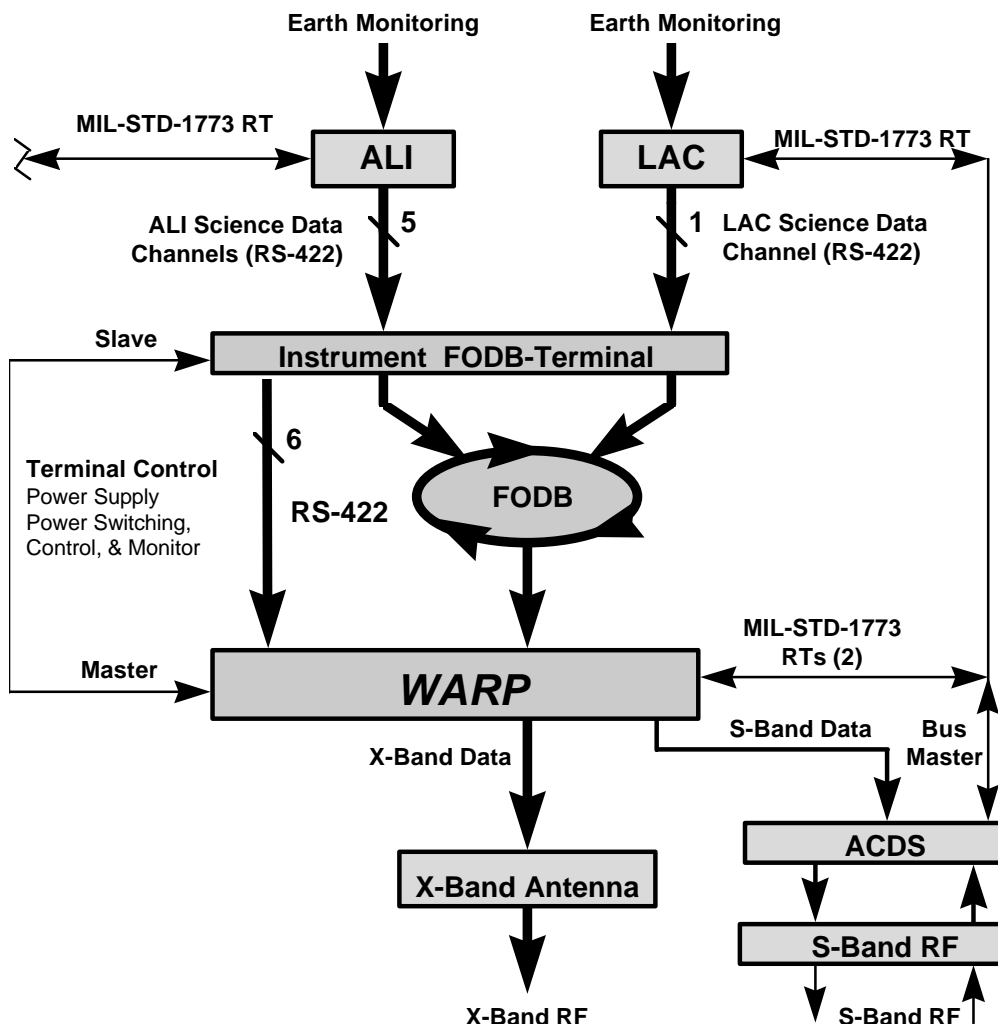 Earth Monitoring
Earth Monitoring
MIL-STD-1773 RT
ALI
LAC
MIL-STD-1773 RT
ALI Science Data
Channels (RS-422)
5
1
LAC Science Data
Channel (RS-422)
Slave
Instrument FODB-Terminal
6
Terminal Control
Power Supply
Power Switching,
Control, & Monitor
RS-422
FODB
MIL-STD-1773
RTs (2)
Master
WARP
S-Band Data
Bus
Master
X-Band Data
ACDS
X-Band Antenna
S-Band RF
X-Band RF
S-Band RF